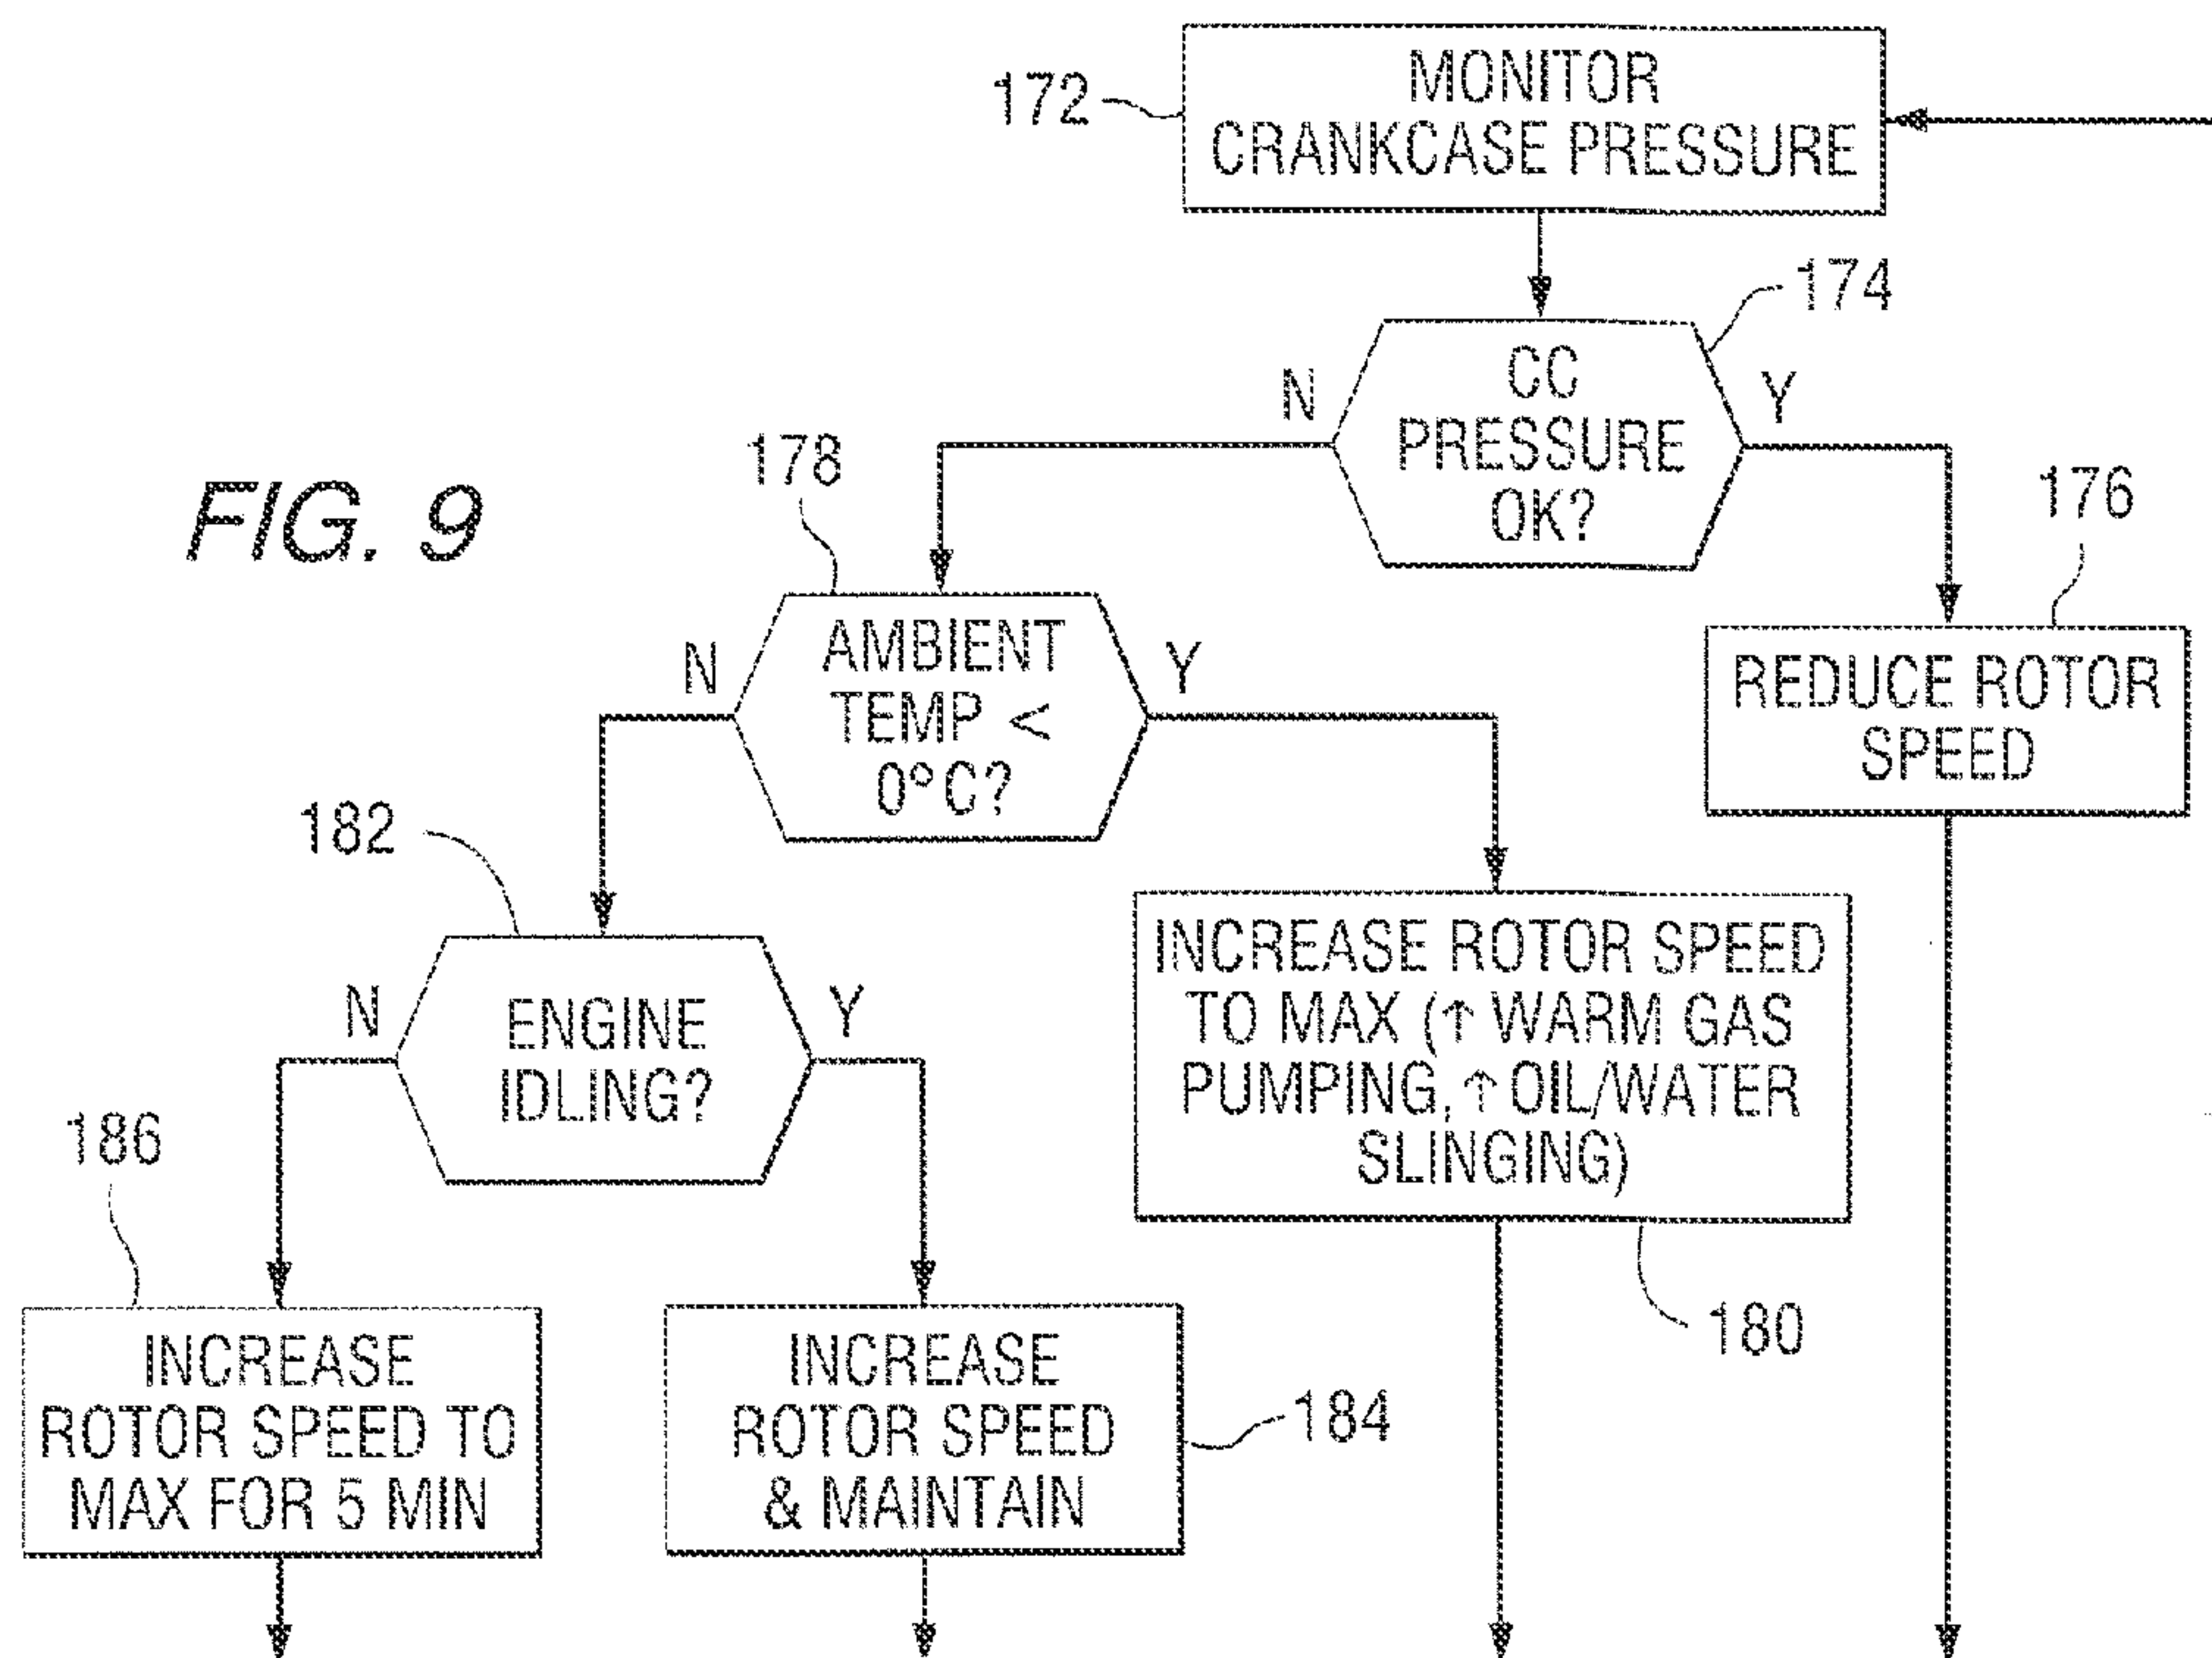 MONITOR
CRANKCASE PRESSURE
172
174
CC
PRESSURE
OK?
N
Y
178
176
FIG. 9
AMBIENT
TEMP <
0°C?
N
Y
REDUCE ROTOR
SPEED
182
INCREASE ROTOR SPEED
TO MAX (↑ WARM GAS
PUMPING, ↑ OIL/WATER
SLINGING)
ENGINE
IDLING?
N
Y
186
180
INCREASE
ROTOR SPEED TO
MAX FOR 5 MIN
INCREASE
ROTOR SPEED
& MAINTAIN
184